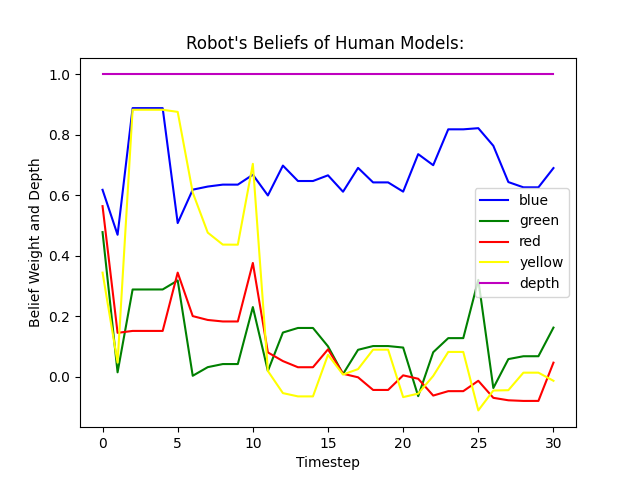 Robot's Beliefs of Human Models:
Belief Weight and Depth
1.0
0.8
0.6
0.4
0.2
0.0
0 5 10 15 20 25 30
Timestep
blue
green
red
yellow
depth